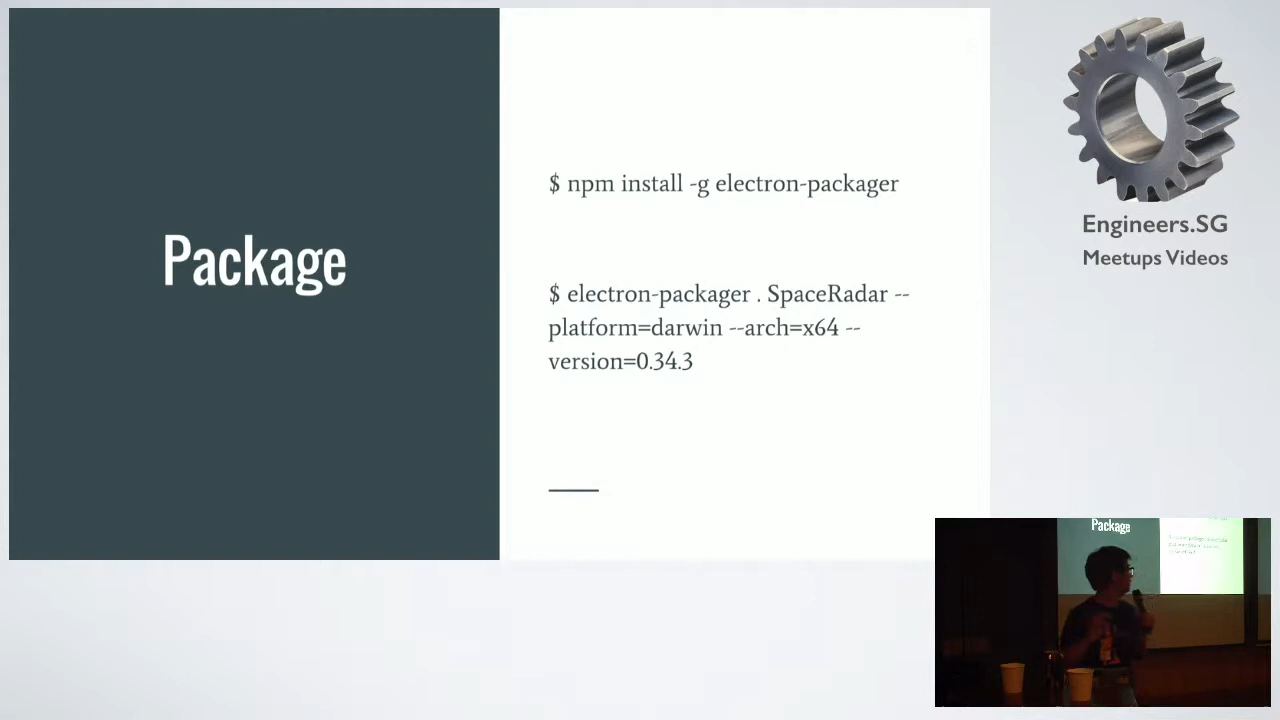 Package
$ npm install -g electron-packager
$ electron-packager . SpaceRadar --
platform=darwin --arch=x64 --
version=0.34.3
Engineers.SG
Meetups Videos
Package